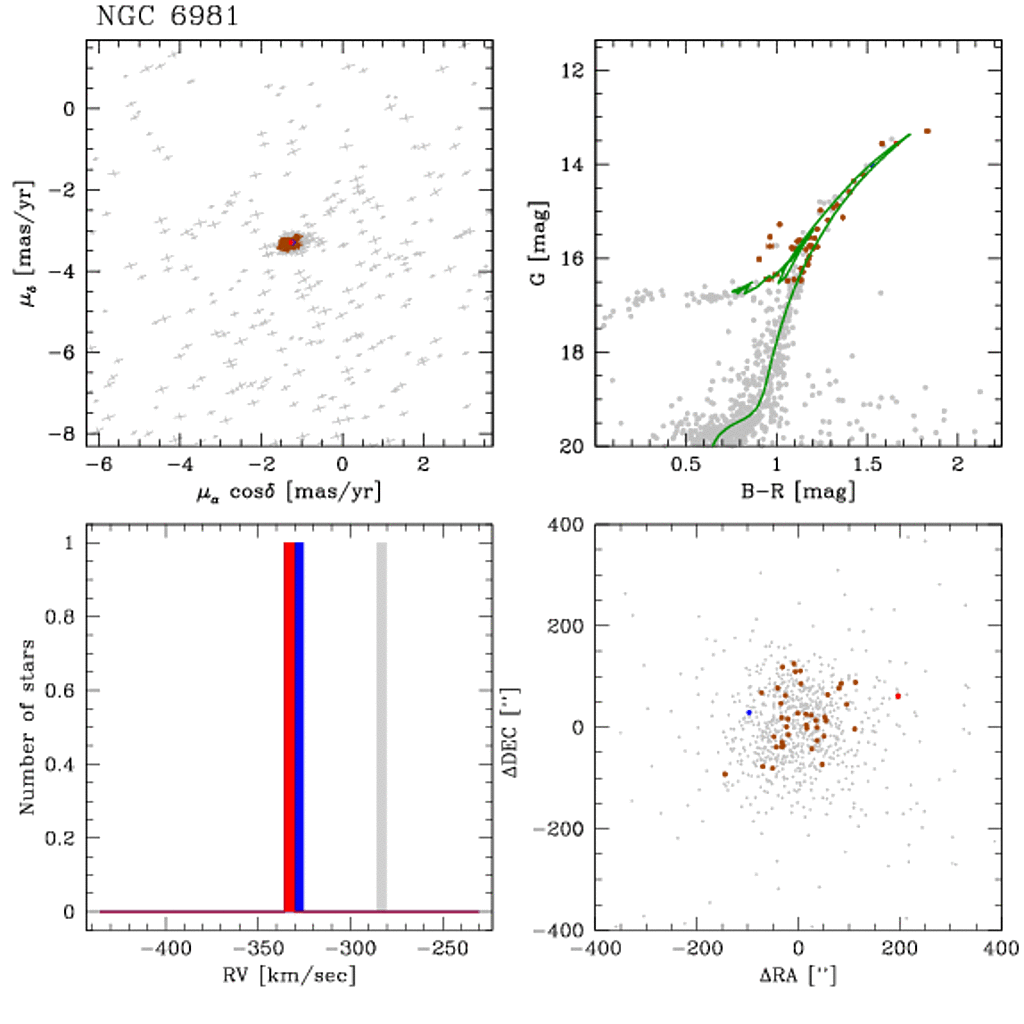 NGC 6981
0
−2
−4
−6
−8
μδ [mas/yr]
−6 −4 −2 0 2
μα cosδ [mas/yr]
12
14
16
18
20
G [mag]
0.5 1 1.5 2
B−R [mag]
1
0.8
0.6
0.4
0.2
0
Number of stars
−400 −350 −300 −250
RV [km/sec]
400
200
0
−200
−400
ΔDEC [″]
−400 −200 0 200 400
ΔRA [″]